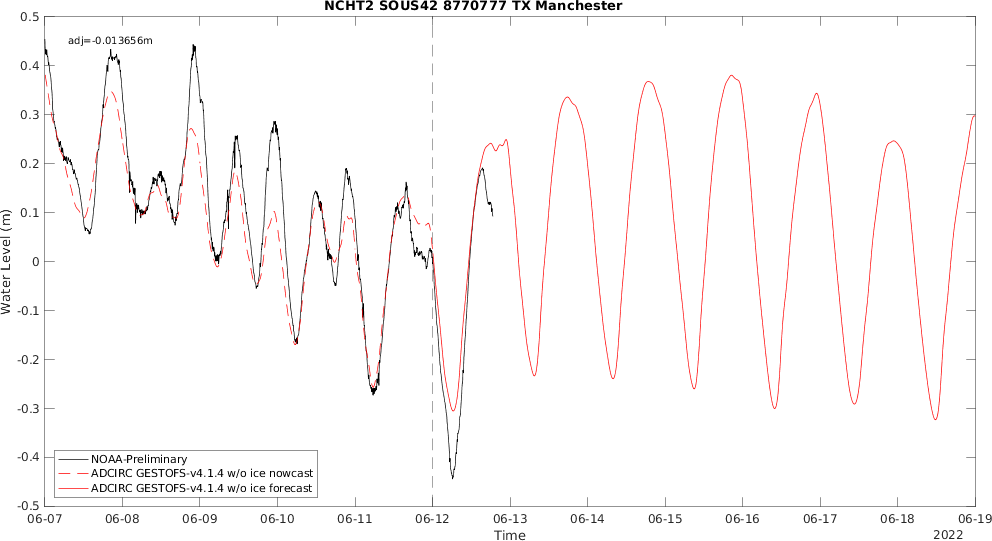 NCHT2 SOUS42 8770777 TX Manchester
adj=-0.013656m
0.5
0.4
0.3
0.2
0.1
0
-0.1
-0.2
-0.3
-0.4
-0.5
Water Level (m)
NOAA-Preliminary
ADCIRC GESTOFS-v4.1.4 w/o ice nowcast
ADCIRC GESTOFS-v4.1.4 w/o ice forecast
06-07 06-08 06-09 06-10 06-11 06-12 06-13 06-14 06-15 06-16 06-17 06-18 06-19
Time
2022